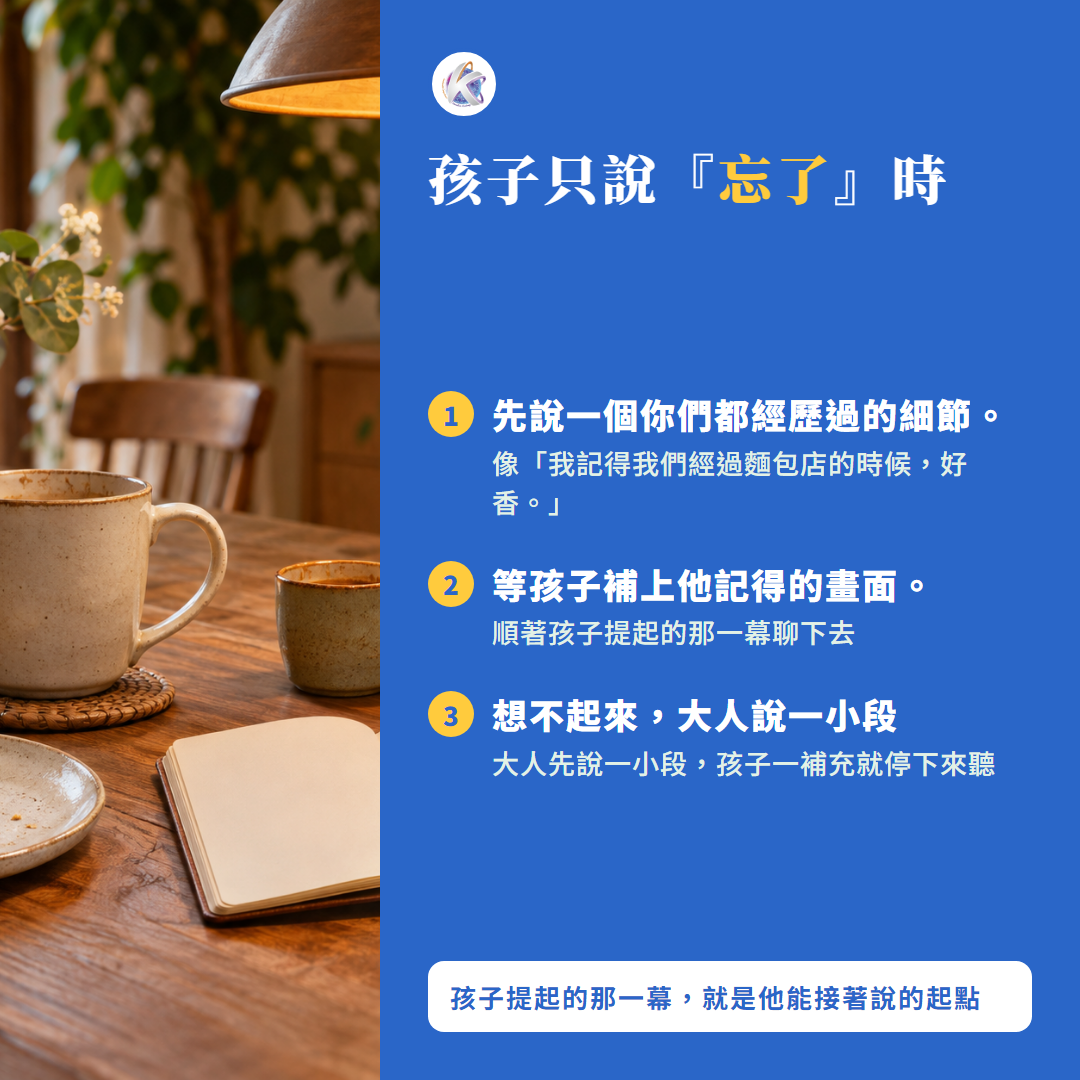 孩子只說『忘了』時
1 先說一個你們都經歷過的細節。
像「我記得我們經過麵包店的時候，好
香。」
2 等孩子補上他記得的畫面。
順著孩子提起的那一幕聊下去
3 想不起來，大人說一小段
大人先說一小段，孩子一補充就停下來聽
孩子提起的那一幕，就是他能接著說的起點